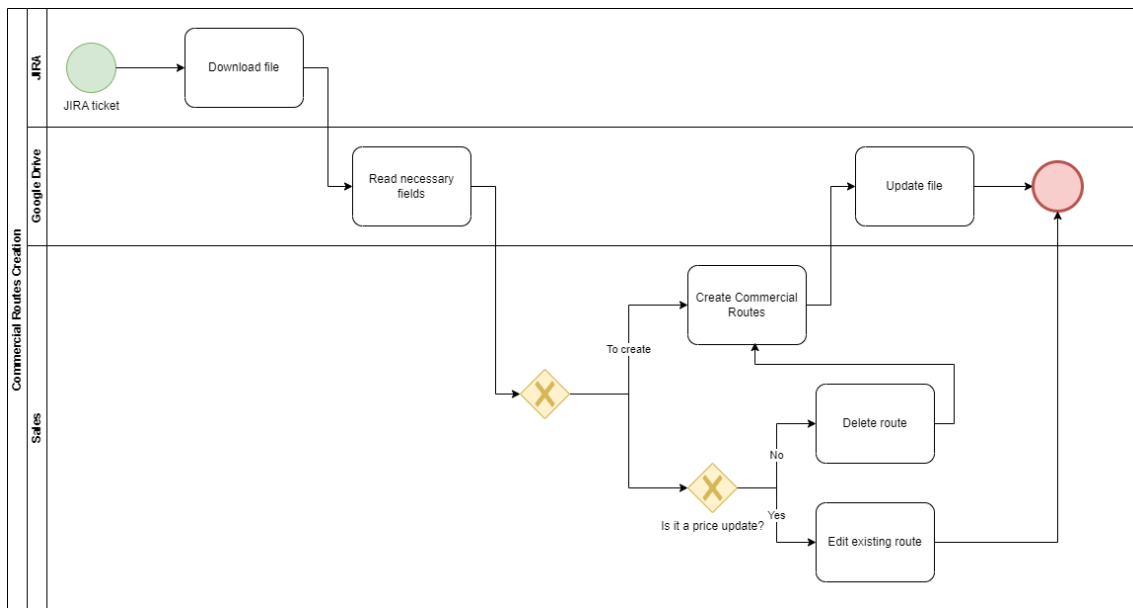 Commercial Routes Creation
JIRA
JIRA ticket
Download file
Google Drive
Read necessary
fields
Update file
Sales
To create
Create Commercial
Routes
Is it a price update?
No
Delete route
Yes
Edit existing route